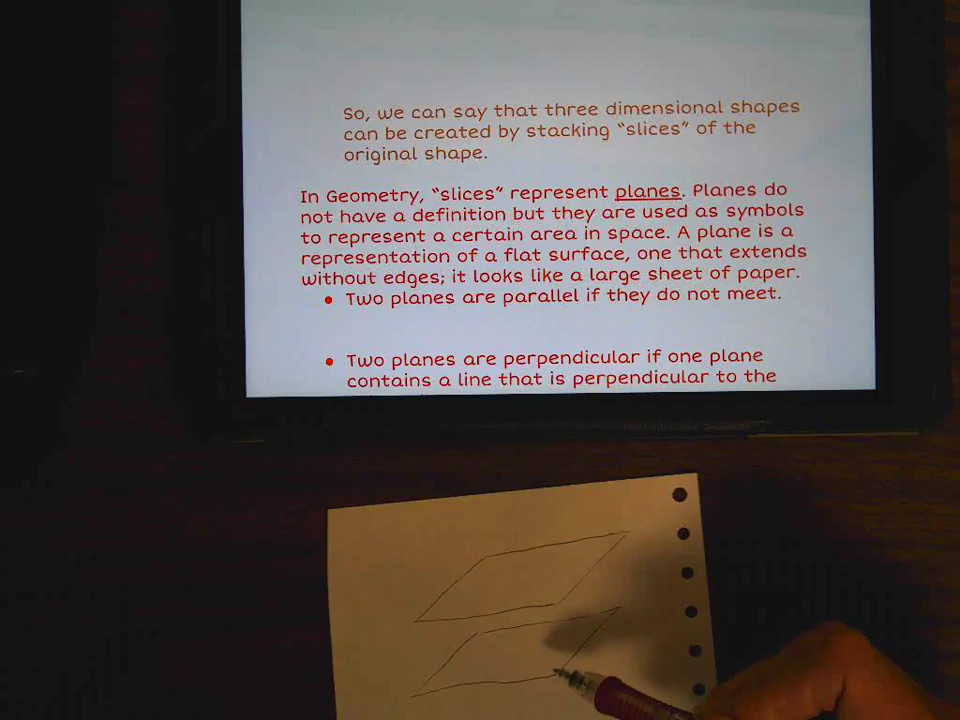 So, we can say that three dimensional shapes
can be created by stacking “slices” of the
original shape.
In Geometry, “slices” represent planes. Planes do
not have a definition but they are used as symbols
to represent a certain area in space. A plane is a
representation of a flat surface, one that extends
without edges; it looks like a large sheet of paper.
• Two planes are parallel if they do not meet.
• Two planes are perpendicular if one plane
contains a line that is perpendicular to the